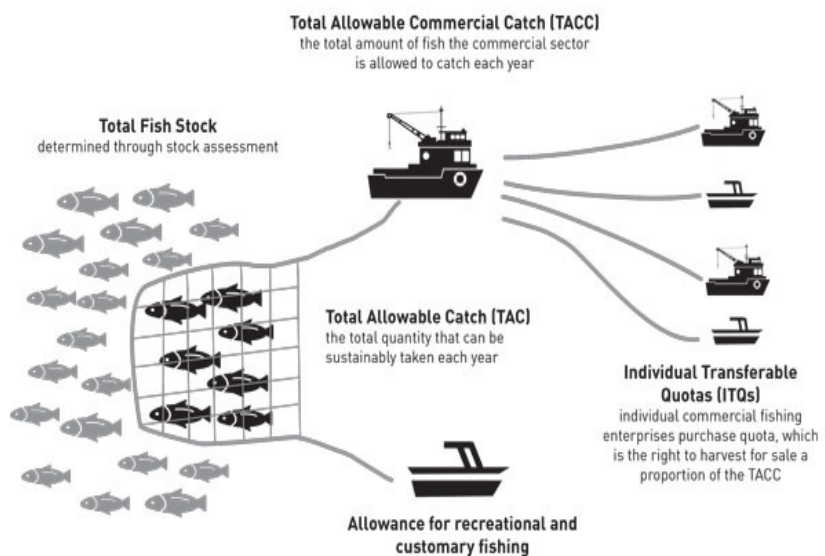 Total Allowable Commercial Catch (TACC)
the total amount of fish the commercial sector
is allowed to catch each year
Total Fish Stock
determined through stock assessment
Total Allowable Catch (TAC)
the total quantity that can be
sustainably taken each year
Individual Transferable
Quotas (ITQs)
individual commercial fishing
enterprises purchase quota, which
is the right to harvest for sale a
proportion of the TACC
Allowance for recreational and
customary fishing